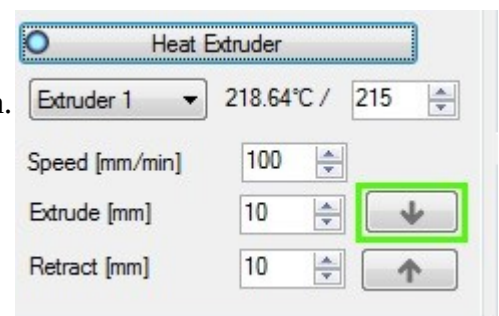 Heat Extruder
Extruder 1 218.64°C / 215
Speed [mm/min] 100
Extrude [mm] 10
Retract [mm] 10